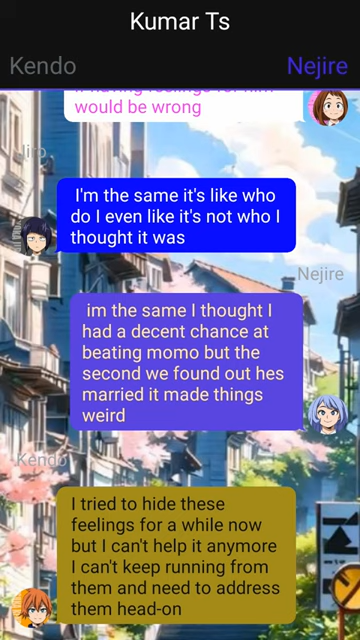 Kumar Ts
Kendo
Nejire
would be wrong
Jiro
I'm the same it's like who
do I even like it's not who I
thought it was
Nejire
im the same I thought I
had a decent chance at
beating momo but the
second we found out hes
married it made things
weird
Kendo
I tried to hide these
feelings for a while now
but I can't help it anymore
I can't keep running from
them and need to address
them head-on